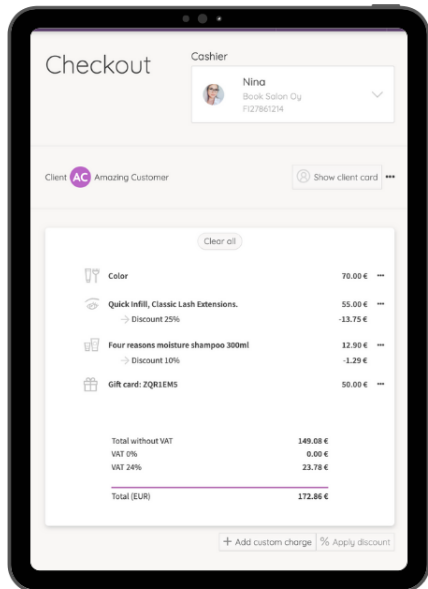 Checkout
Cashier
Nina
Book Salon Oy
FI27861214
Client AC Amazing Customer
Show client card
Clear all
Color 70.00 €
Quick Infill, Classic Lash Extensions. 55.00 €
Discount 25% -13.75 €
Four reasons moisture shampoo 300ml 12.90 €
Discount 10% -1.29 €
Gift card: ZQR1EMS 50.00 €
Total without VAT 149.08 €
VAT 0% 0.00 €
VAT 24% 23.78 €
Total (EUR) 172.86 €
+ Add custom charge % Apply discount